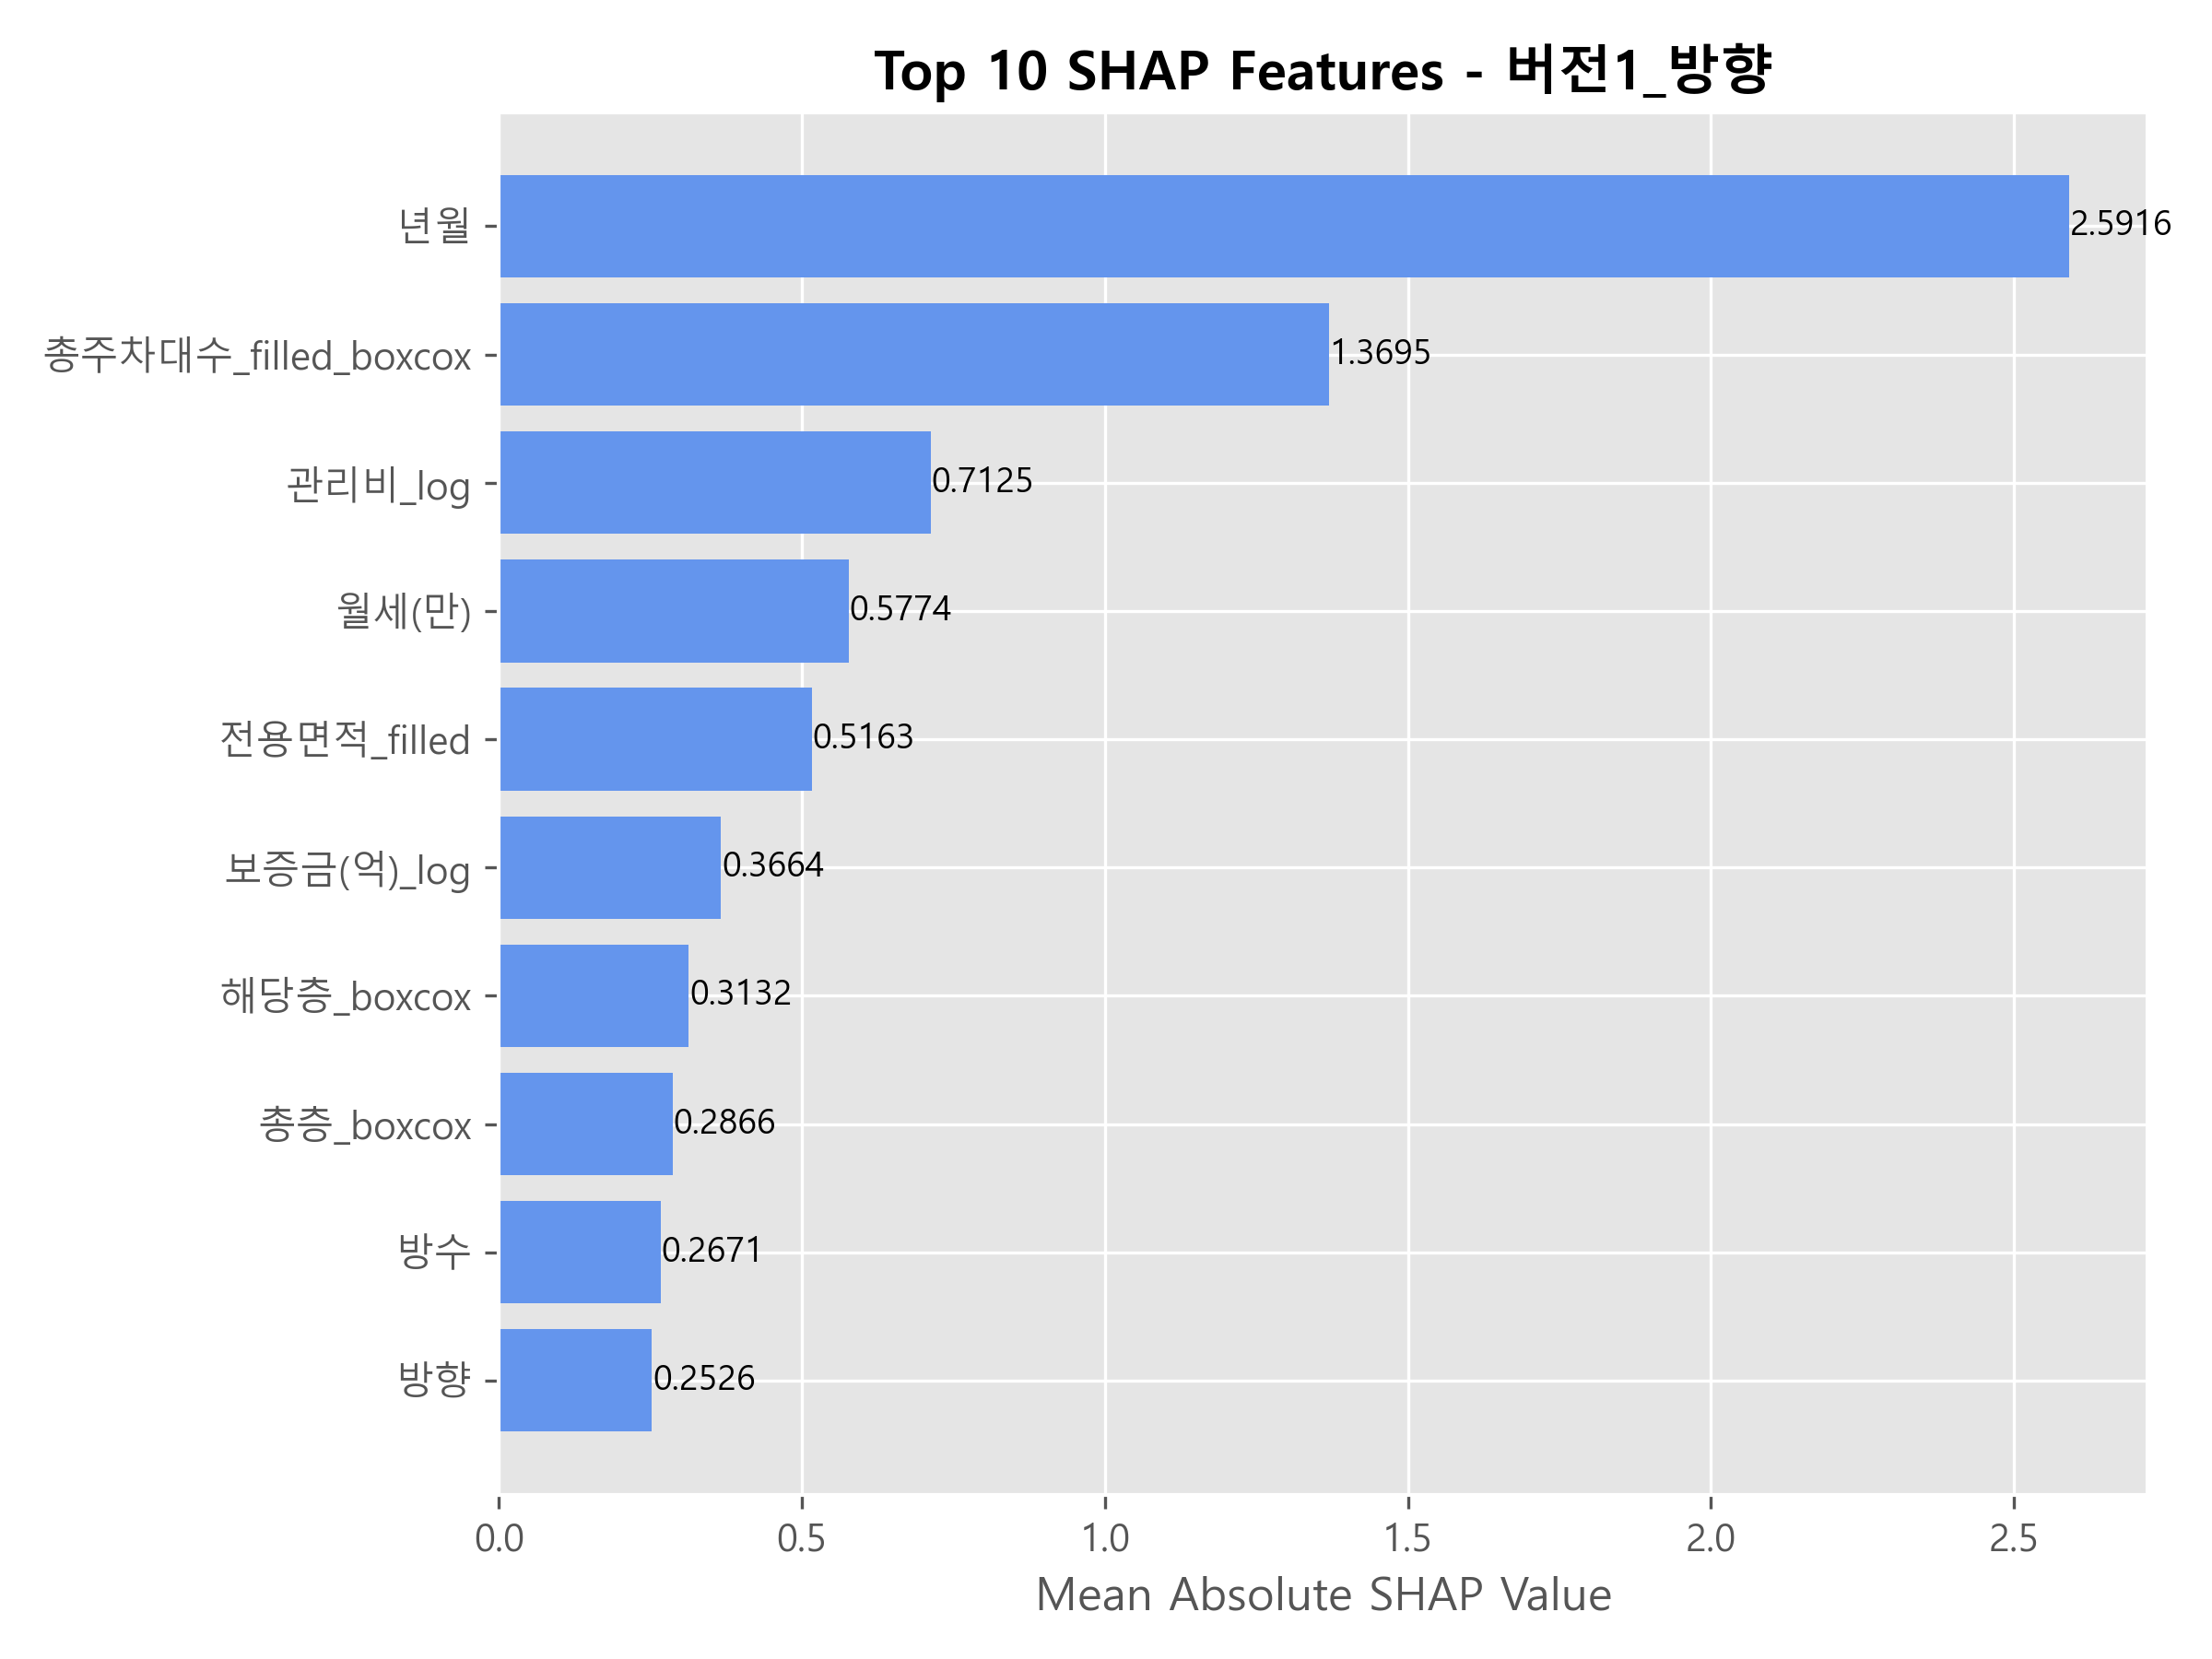 Top 10 SHAP Features - 버전1_방향
년월
2.5916
총주차대수_filled_boxcox
1.3695
관리비_log
0.7125
월세(만)
0.5774
전용면적_filled
0.5163
보증금(억)_log
0.3664
해당층_boxcox
0.3132
총층_boxcox
0.2866
방수
0.2671
방향
0.2526
0.0
0.5
1.0
1.5
2.0
2.5
Mean Absolute SHAP Value